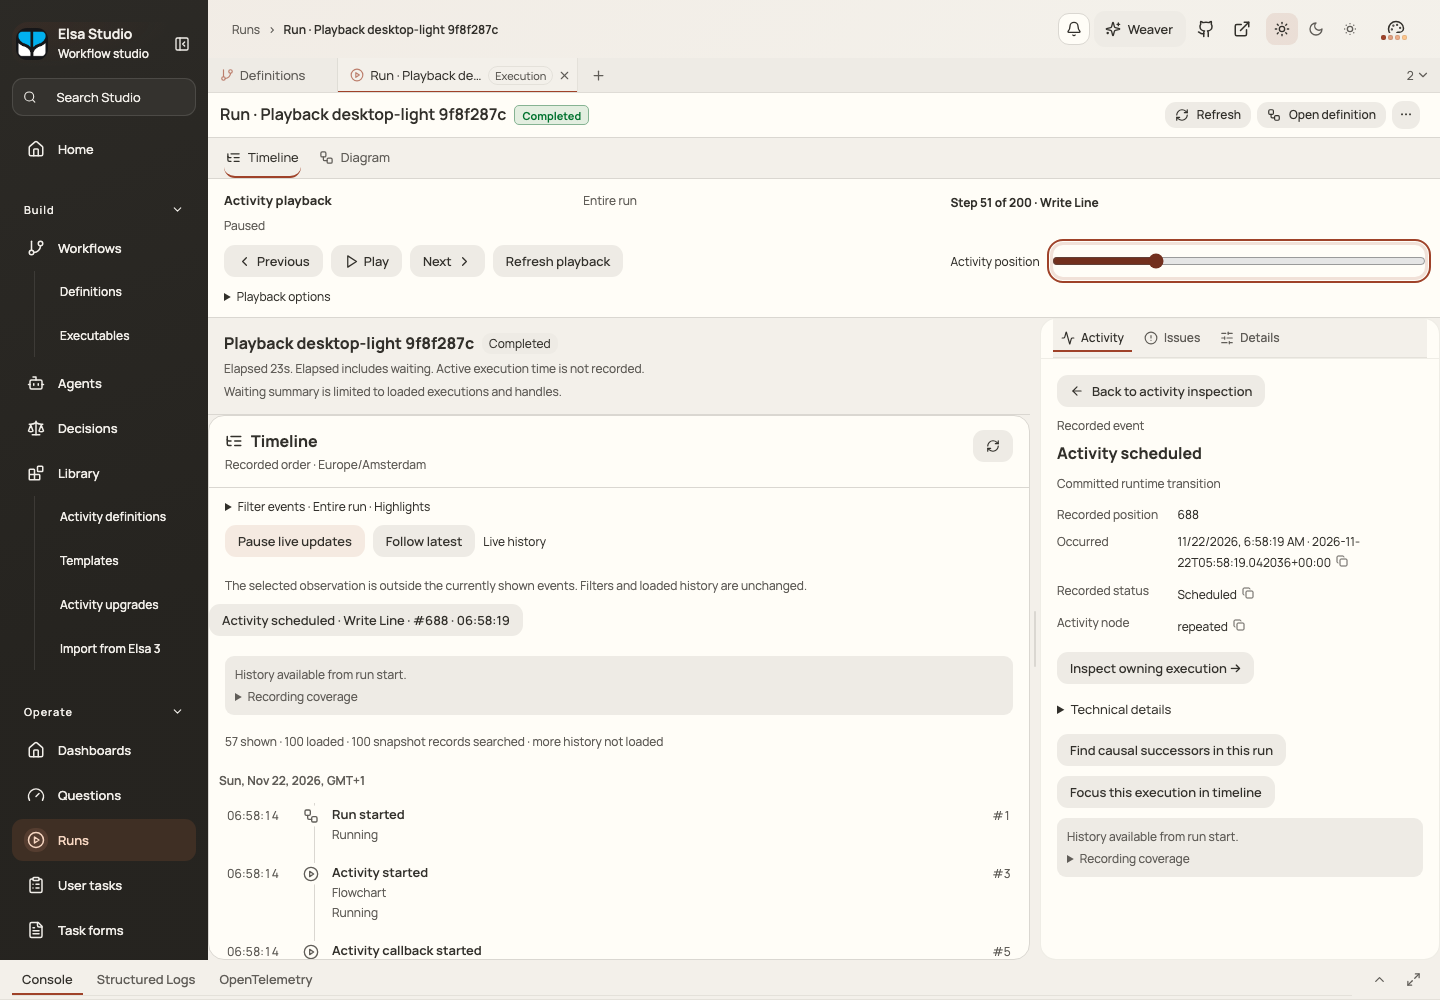 Elsa Studio
Workflow studio
Search Studio
Home
Build
Workflows
Definitions
Executables
Agents
Decisions
Library
Activity definitions
Templates
Activity upgrades
Import from Elsa 3
Operate
Dashboards
Questions
Runs
User tasks
Task forms
Runs › Run · Playback desktop-light 9f8f287c
Weaver
Definitions
Run · Playback de... Execution
2
Run · Playback desktop-light 9f8f287c Completed
Refresh
Open definition
Timeline
Diagram
Activity playback
Entire run
Step 51 of 200 · Write Line
Paused
Previous
Play
Next
Refresh playback
Activity position
Playback options
Playback desktop-light 9f8f287c Completed
Elapsed 23s. Elapsed includes waiting. Active execution time is not recorded.
Waiting summary is limited to loaded executions and handles.
Timeline
Recorded order · Europe/Amsterdam
Filter events · Entire run · Highlights
Pause live updates
Follow latest
Live history
The selected observation is outside the currently shown events. Filters and loaded history are unchanged.
Activity scheduled · Write Line · #688 · 06:58:19
History available from run start.
Recording coverage
57 shown · 100 loaded · 100 snapshot records searched · more history not loaded
Sun, Nov 22, 2026, GMT+1
06:58:14 Run started #1
Running
06:58:14 Activity started #3
Flowchart
Running
06:58:14 Activity callback started #5
Activity
Issues
Details
Back to activity inspection
Recorded event
Activity scheduled
Committed runtime transition
Recorded position 688
Occurred 11/22/2026, 6:58:19 AM · 2026-11-
22T05:58:19.042036+00:00
Recorded status Scheduled
Activity node repeated
Inspect owning execution →
Technical details
Find causal successors in this run
Focus this execution in timeline
History available from run start.
Recording coverage
Console
Structured Logs
OpenTelemetry